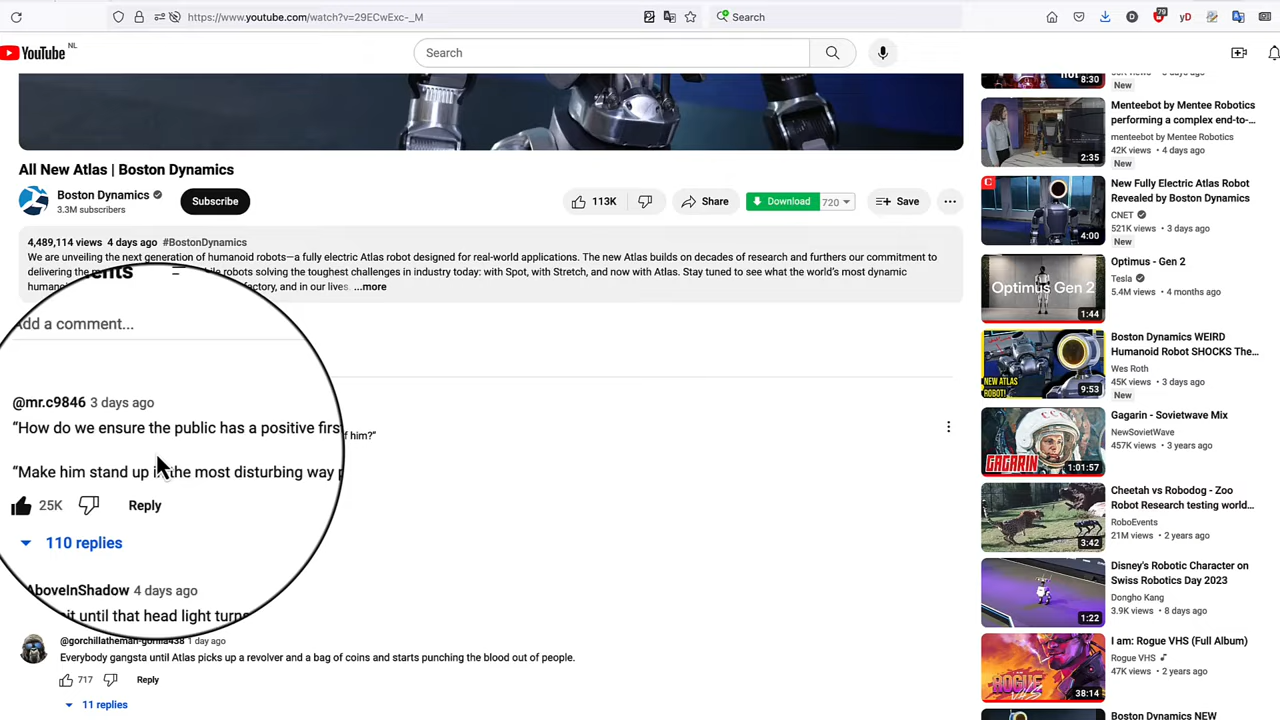 https://www.youtube.com/watch?v=29ECwExc-_M
Search
79
yD
YouTube NL
Search
All New Atlas | Boston Dynamics
Boston Dynamics
3.3M subscribers
Subscribe
113K
Share
Download 720
Save
4,489,114 views 4 days ago #BostonDynamics
We are unveiling the next generation of humanoid robots—a fully electric Atlas robot designed for real-world applications. The new Atlas builds on decades of research and furthers our commitment to
delivering the robots solving the toughest challenges in industry today: with Spot, with Stretch, and now with Atlas. Stay tuned to see what the world's most dynamic
factory, and in our lives. ...more
Add a comment...
@mr.c9846 3 days ago
“How do we ensure the public has a positive firs
him?”
“Make him stand up in the most disturbing way p
25K
Reply
110 replies
AboveInShadow 4 days ago
it until that head light turns
1 day ago
Everybody gangsta until Atlas picks up a revolver and a bag of coins and starts punching the blood out of people.
717
Reply
11 replies
8:30
New
Menteebot by Mentee Robotics
performing a complex end-to-...
menteebot by Mentee Robotics
42K views • 4 days ago
New
2:35
New Fully Electric Atlas Robot
Revealed by Boston Dynamics
CNET
521K views • 3 days ago
New
4:00
Optimus - Gen 2
Tesla
5.4M views • 4 months ago
Optimus Gen 2
1:44
Boston Dynamics WEIRD
Humanoid Robot SHOCKS The...
Wes Roth
45K views • 3 days ago
New
NEW ATLAS
ROBOT!
9:53
Gagarin - Sovietwave Mix
NewSovietWave
457K views • 3 years ago
GAGARIN
1:01:57
Cheetah vs Robodog - Zoo
Robot Research testing world...
RoboEvents
21M views • 2 years ago
3:42
Disney's Robotic Character on
Swiss Robotics Day 2023
Dongho Kang
3.9K views • 8 days ago
1:22
I am: Rogue VHS (Full Album)
Rogue VHS
47K views • 2 years ago
ROGUE
38:14
Boston Dynamics NEW